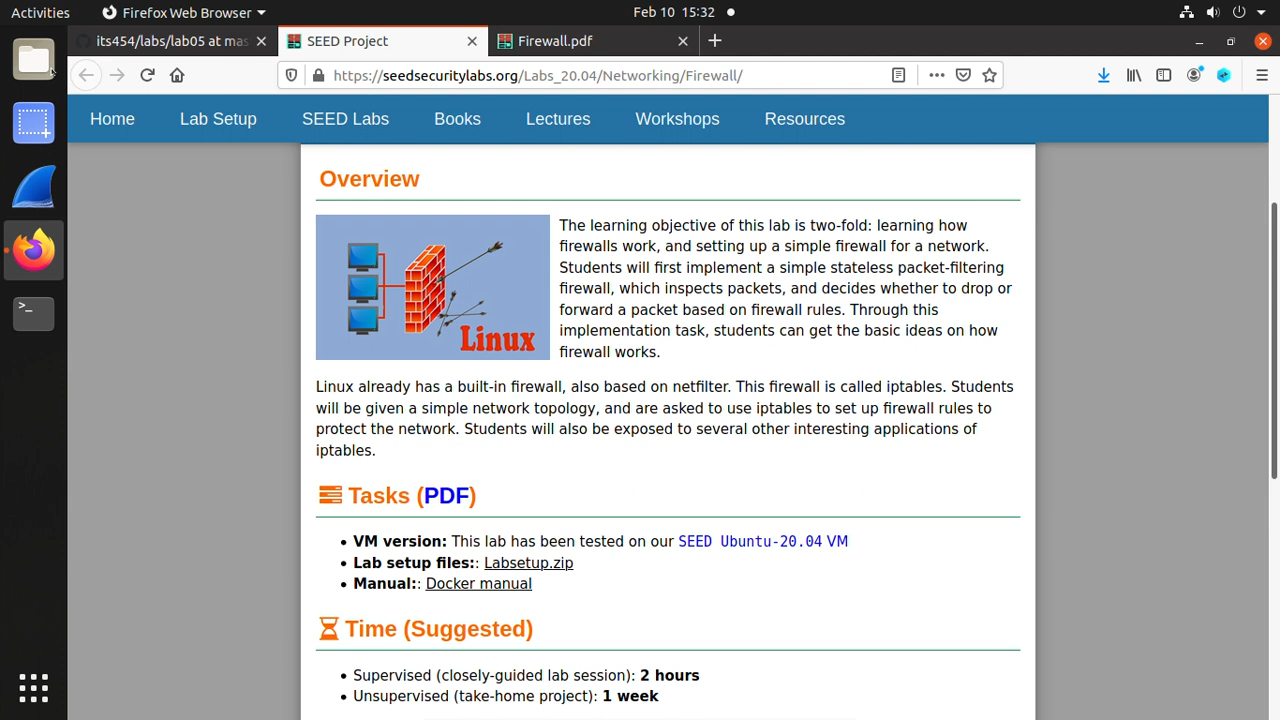 Activities
Firefox Web Browser
Feb 10 15:32
its454/labs/lab05 at mas
SEED Project
Firewall.pdf
https://seedsecuritylabs.org/Labs_20.04/Networking/Firewall/
Home
Lab Setup
SEED Labs
Books
Lectures
Workshops
Resources
Overview
The learning objective of this lab is two-fold: learning how
firewalls work, and setting up a simple firewall for a network.
Students will first implement a simple stateless packet-filtering
firewall, which inspects packets, and decides whether to drop or
forward a packet based on firewall rules. Through this
implementation task, students can get the basic ideas on how
firewall works.
Linux
Linux already has a built-in firewall, also based on netfilter. This firewall is called iptables. Students
will be given a simple network topology, and are asked to use iptables to set up firewall rules to
protect the network. Students will also be exposed to several other interesting applications of
iptables.
Tasks (PDF)
VM version: This lab has been tested on our SEED Ubuntu-20.04 VM
Lab setup files:: Labsetup.zip
Manual:: Docker manual
Time (Suggested)
Supervised (closely-guided lab session): 2 hours
Unsupervised (take-home project): 1 week